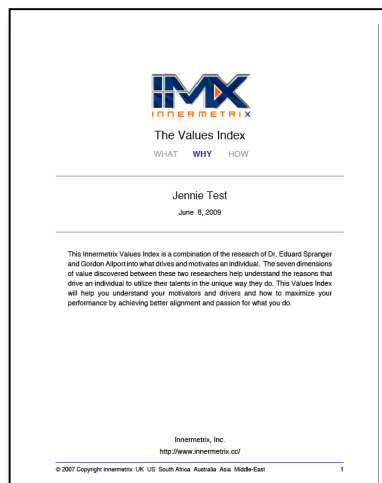 IMX
INNERMETRIX
The Values Index
WHAT WHY HOW
Jennie Test
June 8, 2009
This Innermetrix Values Index is a combination of the research of Dr. Eduard Spranger
and Gordon Allport into what drives and motivates an individual. The seven dimensions
of value discovered between these two researchers help understand the reasons that
drive an individual to utilize their talents in the unique way they do. This Values Index
will help you understand your motivators and drivers and how to maximize your
performance by achieving better alignment and passion for what you do.
Innermetrix, Inc.
http://www.innermetrix.cc/
© 2007 Copyright innermetrix UK US South Africa Australia Asia Middle-East 1